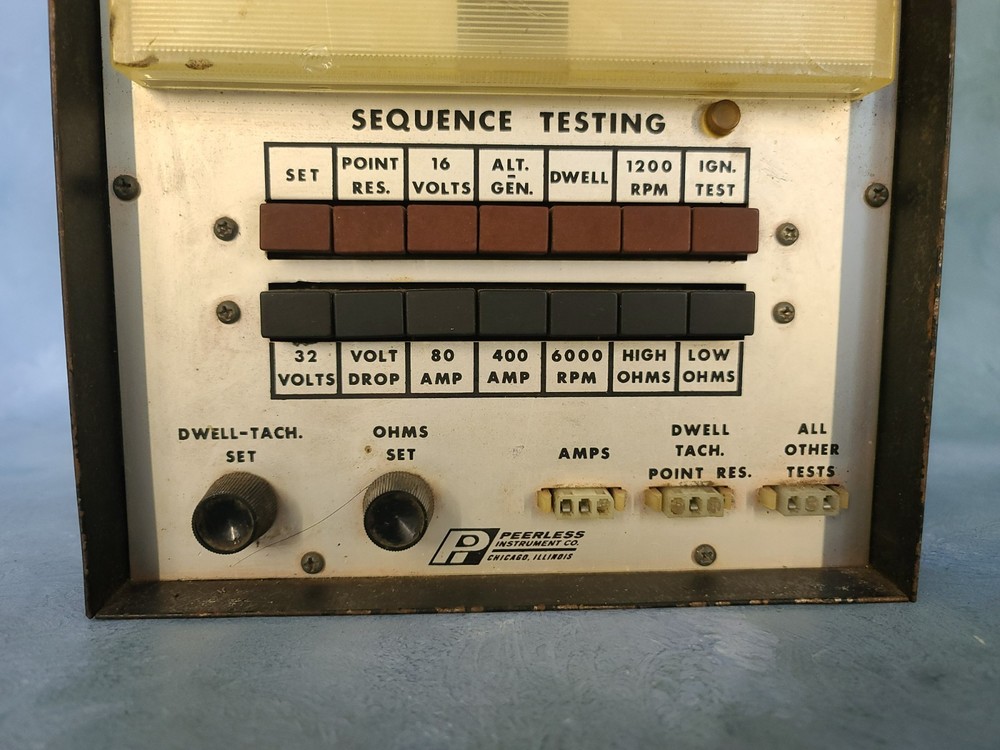 SEQUENCE TESTING
SET
POINT
RES.
16
VOLTS
ALT.
-
GEN.
DWELL
1200
RPM
IGN.
TEST
32
VOLTS
VOLT
DROP
80
AMP
400
AMP
6000
RPM
HIGH
OHMS
LOW
OHMS
DWELL-TACH.
SET
OHMS
SET
AMPS
DWELL
TACH.
POINT RES.
ALL
OTHER
TESTS
P
PEERLESS
INSTRUMENT CO.
CHICAGO, ILLINOIS